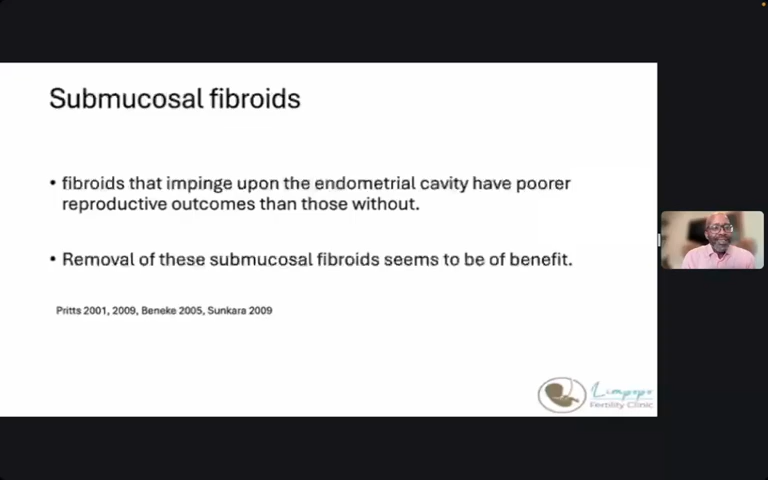 Submucosal fibroids
• fibroids that impinge upon the endometrial cavity have poorer
reproductive outcomes than those without.
• Removal of these submucosal fibroids seems to be of benefit.
Pritts 2001, 2009, Beneke 2005, Sunkara 2009
Limpopo
Fertility Clinic